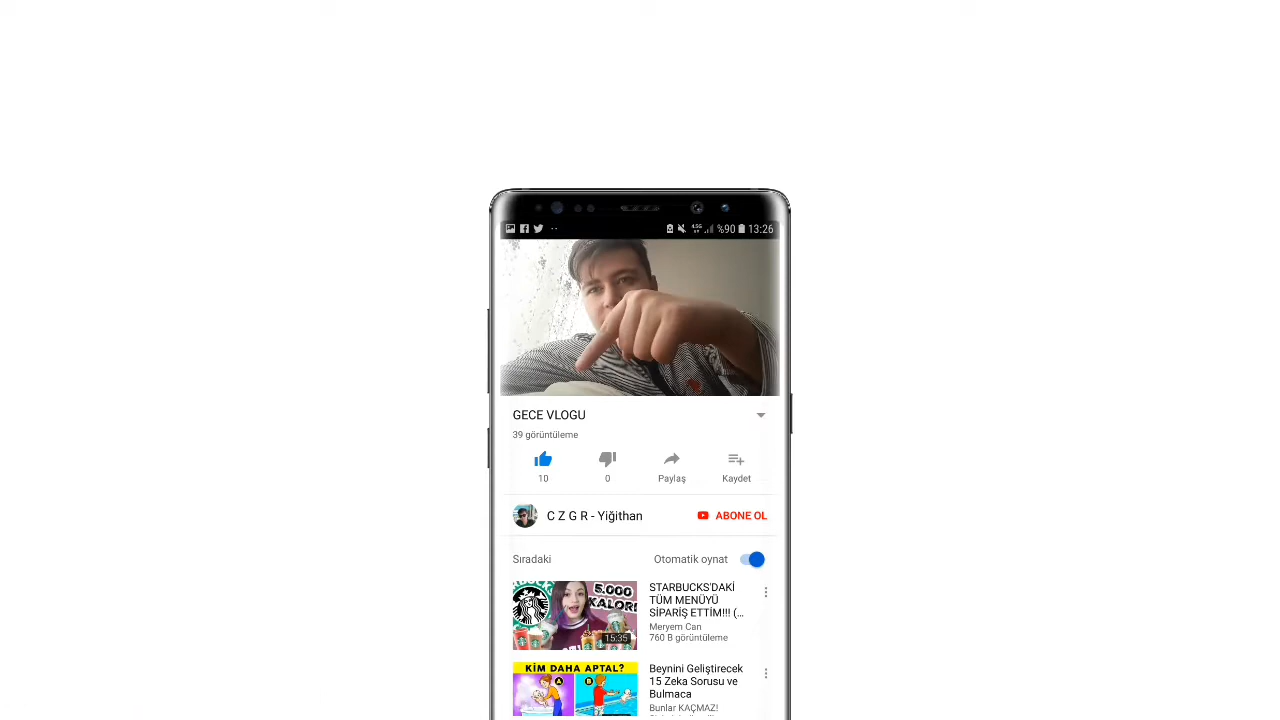 %90 13:26
GECE VLOGU
39 görüntüleme
10
0
Paylaş
Kaydet
C Z G R - Yiğithan
ABONE OL
Sıradaki
Otomatik oynat
5.000
KALORİ
15:35
STARBUCKS'DAKİ
TÜM MENÜYÜ
SİPARİŞ ETTİM!!! (...
Meryem Can
760 B görüntüleme
KİM DAHA APTAL?
A
B
Beynini Geliştirecek
15 Zeka Sorusu ve
Bulmaca
Bunlar KAÇMAZ!